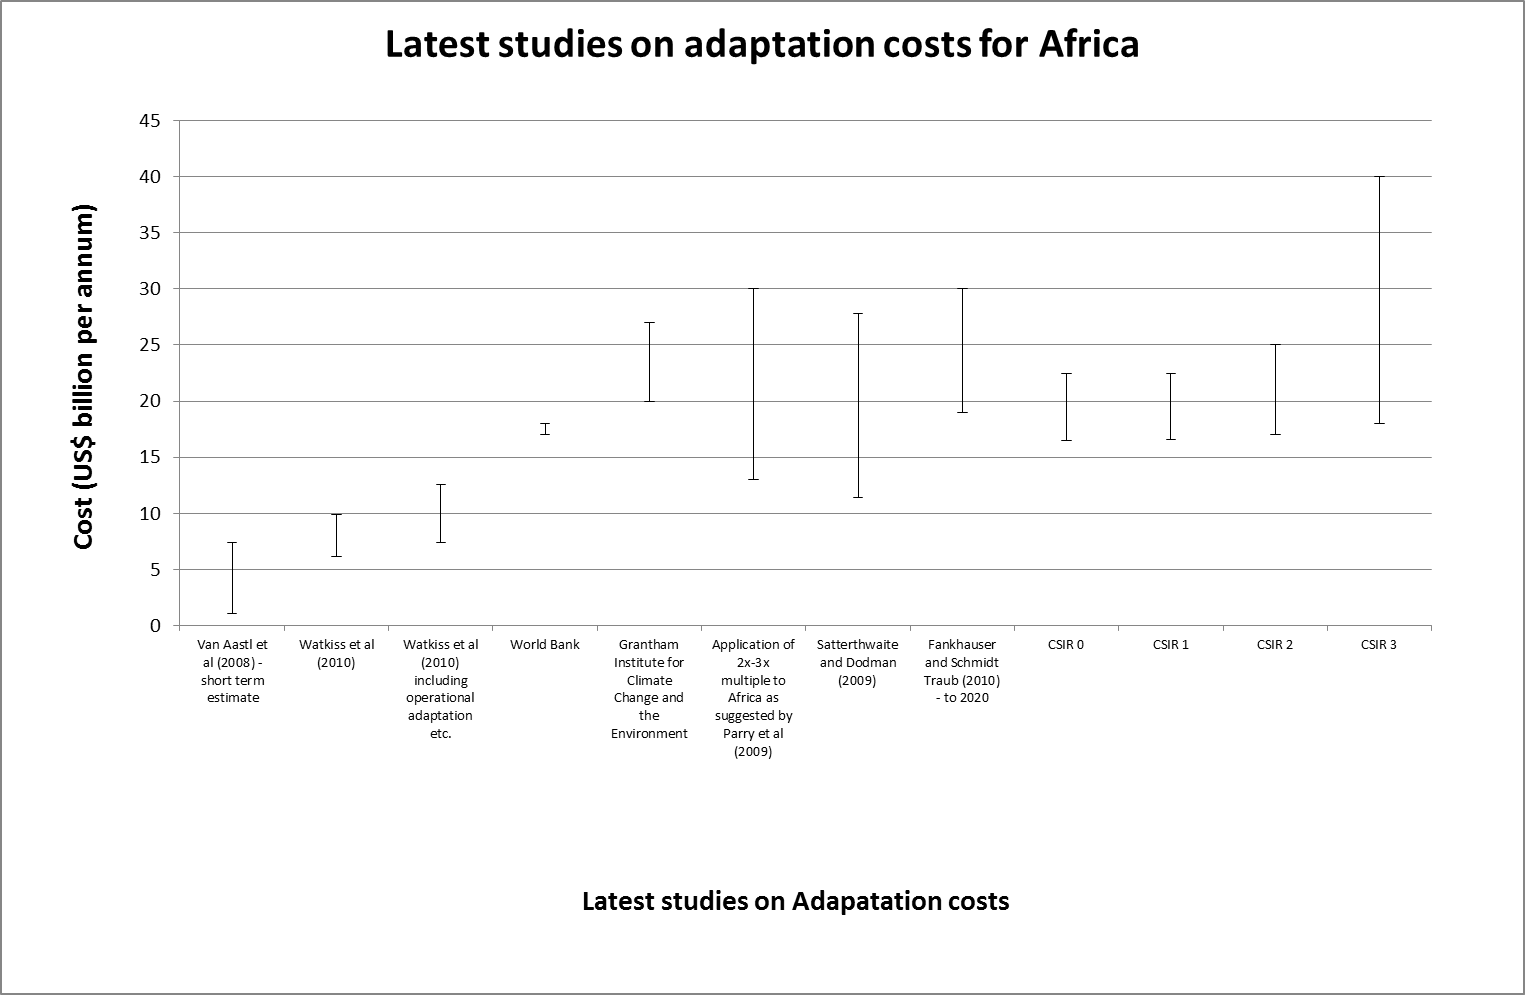 Latest studies on adaptation costs for Africa
Cost (US$ billion per annum)
45
40
35
30
25
20
15
10
5
0
Van Aastl et
al (2008) -
short term
estimate
Watkiss et al
(2010)
Watkiss et al
(2010)
including
operational
adaptation
etc.
World Bank
Grantham
Institute for
Climate
Change and
the
Environment
Application of
2x-3x
multiple to
Africa as
suggested by
Parry et al
(2009)
Satterthwaite
and Dodman
(2009)
Fankhauser
and Schmidt
Traub (2010)
- to 2020
CSIR 0
CSIR 1
CSIR 2
CSIR 3
Latest studies on Adapatation costs